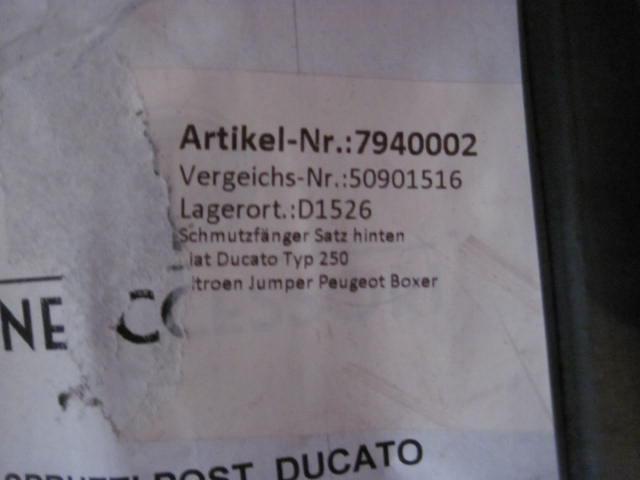 Artikel-Nr.:7940002
Vergeichs-Nr.:50901516
Lagerort.:D1526
Schmutzfänger Satz hinten
iat Ducato Typ 250
itroen Jumper Peugeot Boxer
NE
POST DUCATO